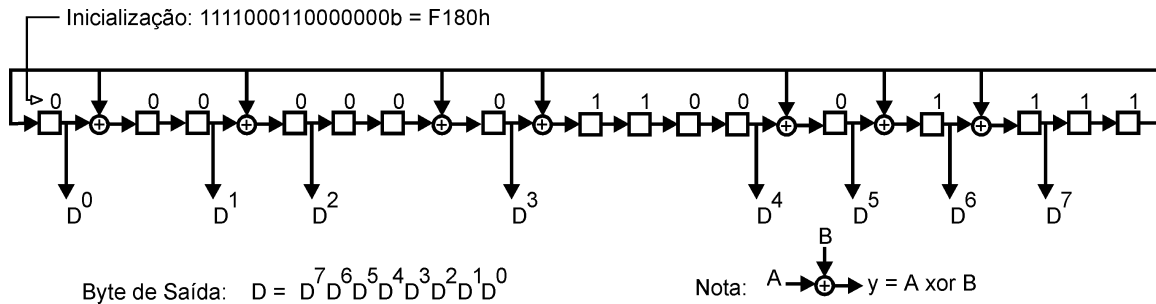 Inicialização: 1111000110000000b = F180h
0 0 0 0 0 0 0 1 1 0 0 0 1 1 1 1
D⁰ D¹ D² D³ D⁴ D⁵ D⁶ D⁷
Byte de Saída: D = D⁷D⁶D⁵D⁴D³D²D¹D⁰
B
Nota: A y = A xor B